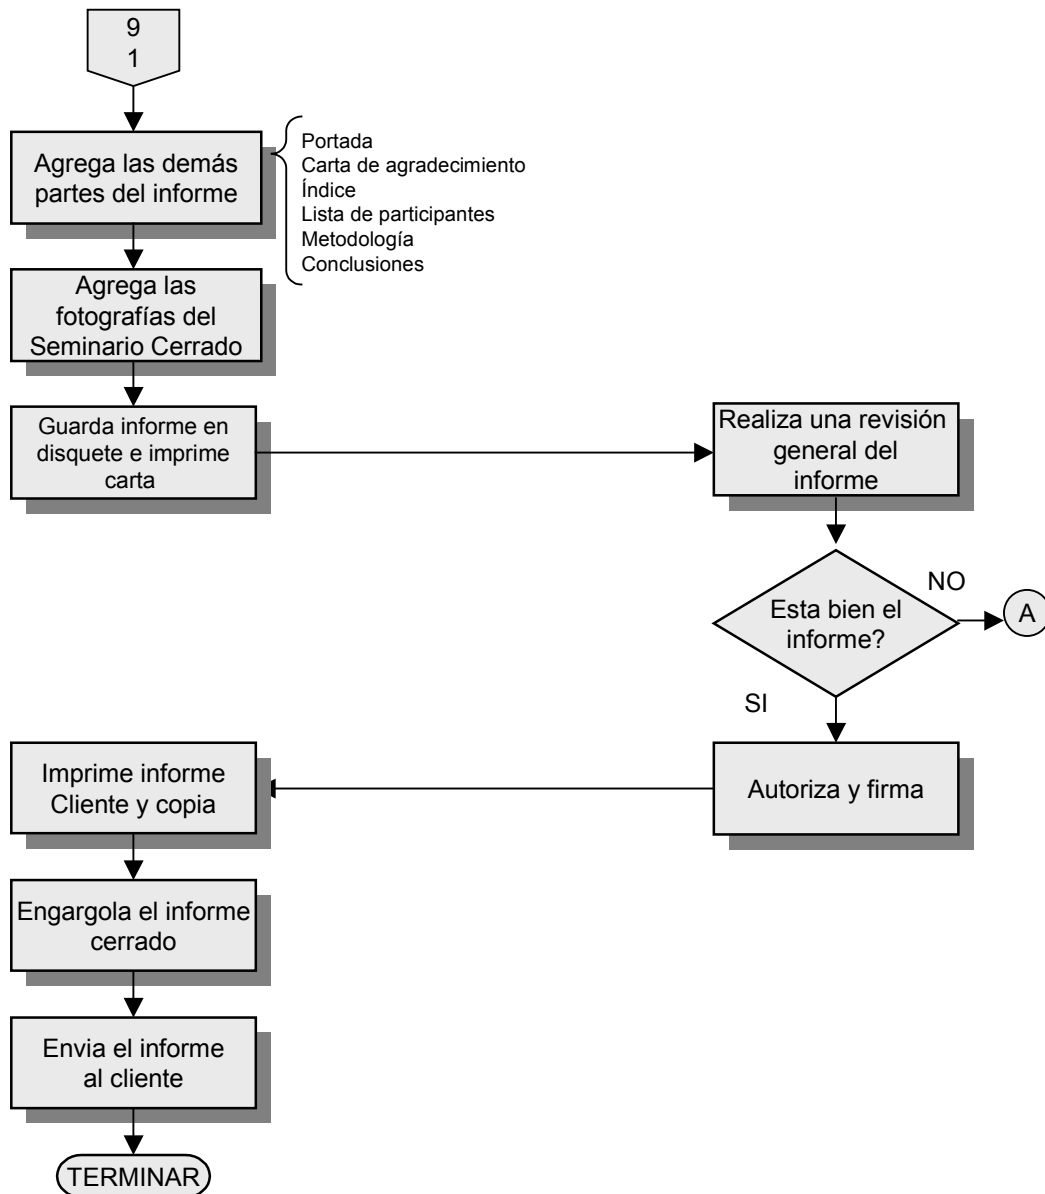 9
1
Agrega las demás
partes del informe
Portada
Carta de agradecimiento
Índice
Lista de participantes
Metodología
Conclusiones
Agrega las
fotografías del
Seminario Cerrado
Guarda informe en
disquete e imprime
carta
Realiza una revisión
general del
informe
Esta bien el
informe?
NO
A
SI
Autoriza y firma
Imprime informe
Cliente y copia
Engargola el informe
cerrado
Envia el informe
al cliente
TERMINAR